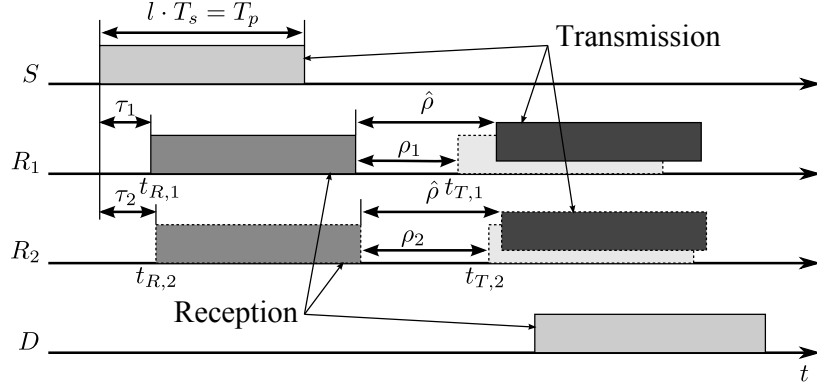 l · T_s = T_p
Transmission
S
τ_1
ρ̂
ρ_1
R_1
t_{R,1}
t_{T,1}
τ_2
ρ̂
ρ_2
R_2
t_{R,2}
t_{T,2}
Reception
D
t